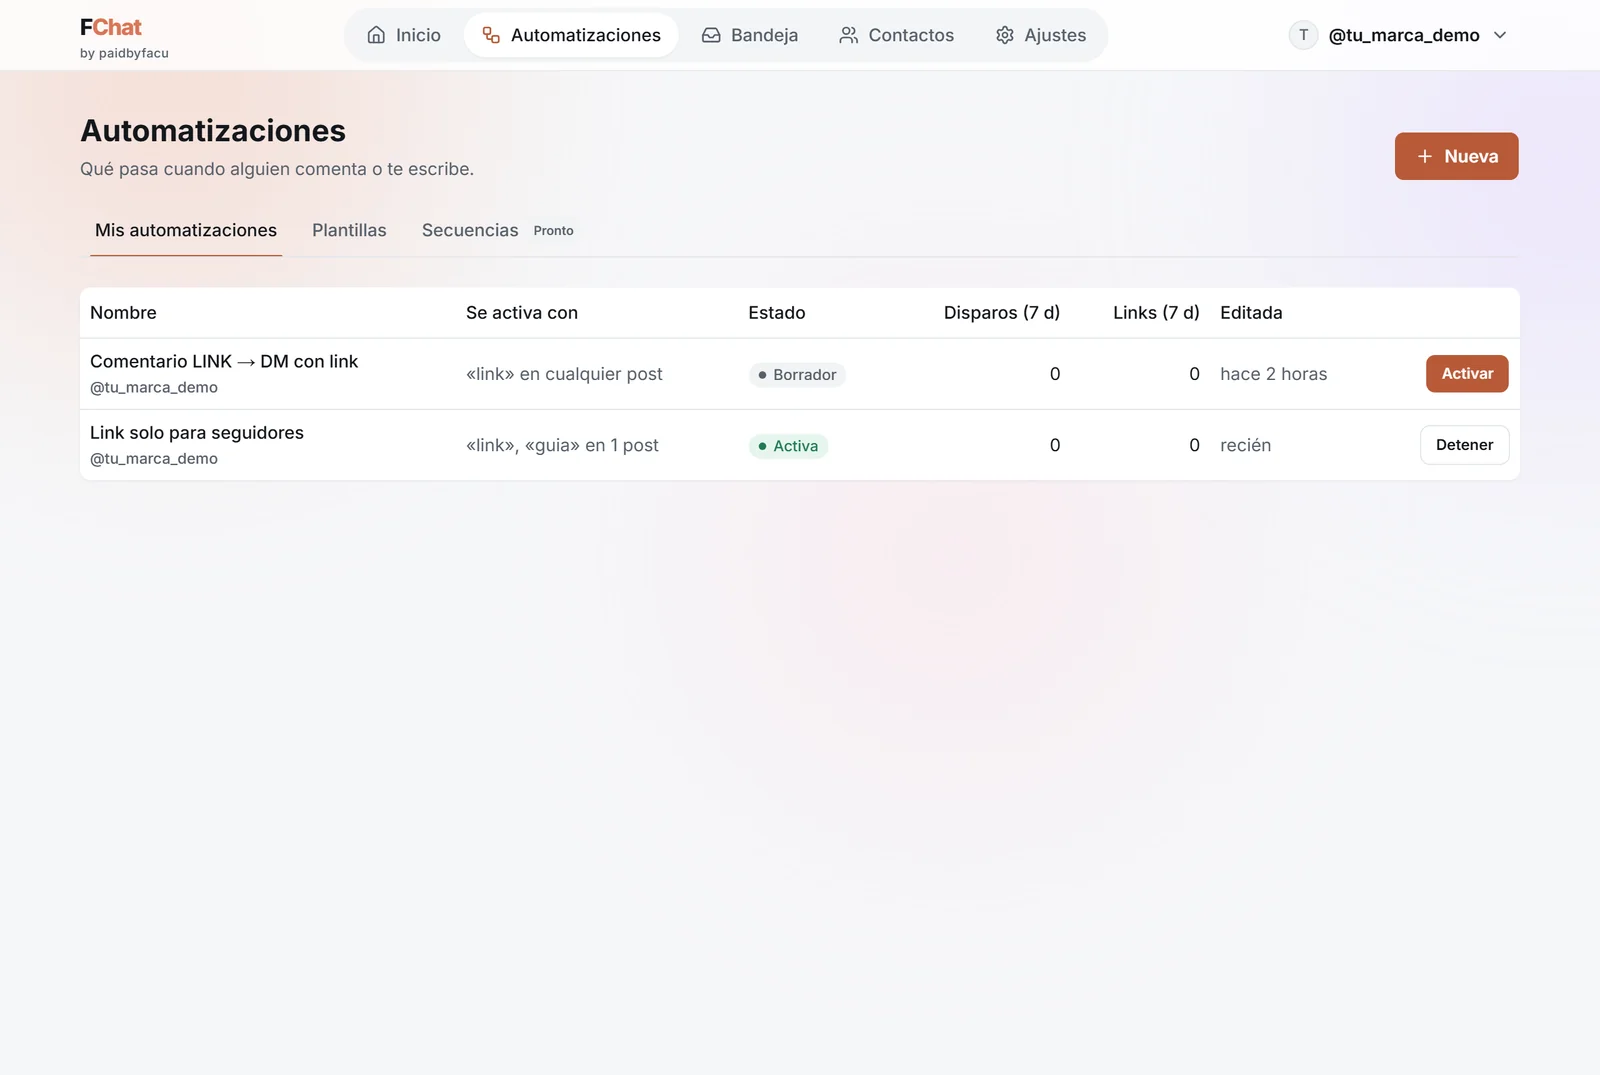 FChat
by paidbyfacu
Inicio
Automatizaciones
Bandeja
Contactos
Ajustes
T
@tu_marca_demo
Automatizaciones
Qué pasa cuando alguien comenta o te escribe.
+ Nueva
Mis automatizaciones
Plantillas
Secuencias
Pronto
Nombre
Se activa con
Estado
Disparos (7 d)
Links (7 d)
Editada
Comentario LINK → DM con link
@tu_marca_demo
«link» en cualquier post
Borrador
0
0
hace 2 horas
Activar
Link solo para seguidores
@tu_marca_demo
«link», «guia» en 1 post
Activa
0
0
recién
Detener